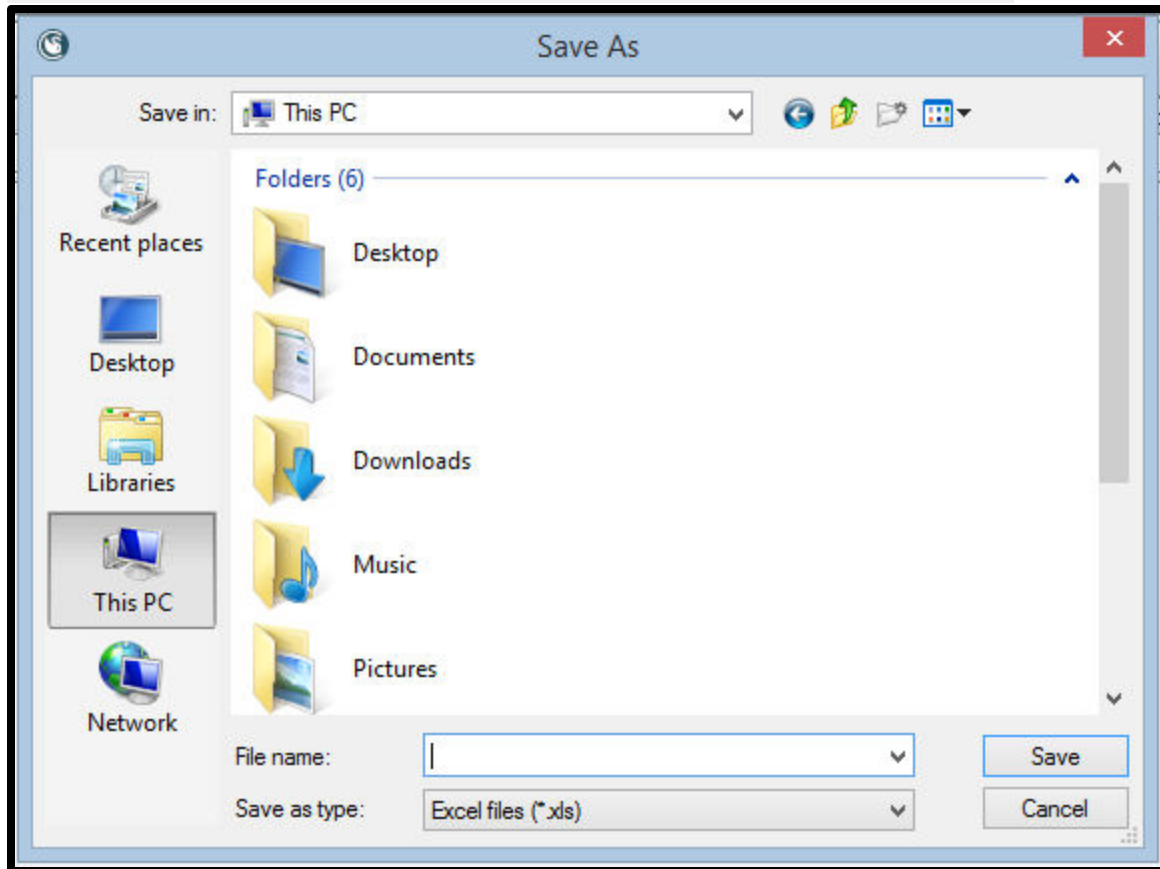 Save As
Save in:
This PC
Recent places
Desktop
Libraries
This PC
Network
Folders (6)
Desktop
Documents
Downloads
Music
Pictures
File name:
Save
Save as type:
Excel files (*.xls)
Cancel